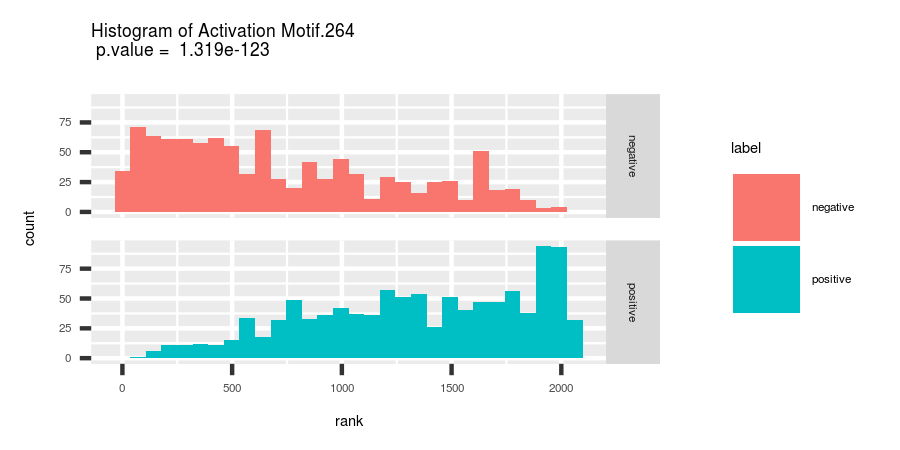 Histogram of Activation Motif.264
p.value = 1.319e-123
count
75
50
25
0
negative
75
50
25
0
positive
0 500 1000 1500 2000
rank
label
negative
positive